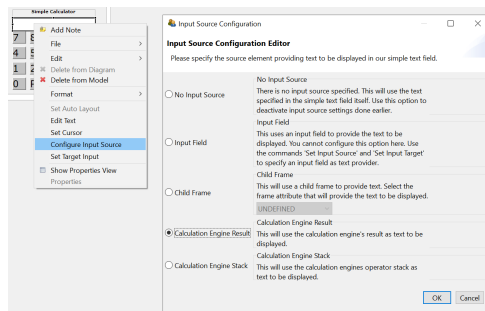 Simple Calculator
7 8
4 5
1 2
0
Add Note
File >
Edit >
Delete from Diagram
Delete from Model
Format >
Set Auto Layout
Edit Text
Set Cursor
Configure Input Source
Set Target Input
Show Properties View
Properties
Input Source Configuration
Input Source Configuration Editor
Please specify the source element providing text to be displayed in our simple text field.
No Input Source
No Input Source
There is no input source specified. This will use the text
specified in the simple text field itself. Use this option to
deactivate input source settings done earlier.
Input Field
Input Field
This uses an input field to provide the text to be
displayed. You cannot configure this option here. Use
the commands 'Set Input Source' and 'Set Input Target'
to specify an input field as text provider.
Child Frame
Child Frame
This will use a child frame to provide text. Select the
frame attribute that will provide the text to be displayed.
UNDEFINED
Calculation Engine Result
Calculation Engine Result
This will use the calculation engine's result as text to be
displayed.
Calculation Engine Stack
Calculation Engine Stack
This will use the calculation engines operator stack as
text to be displayed.
OK Cancel